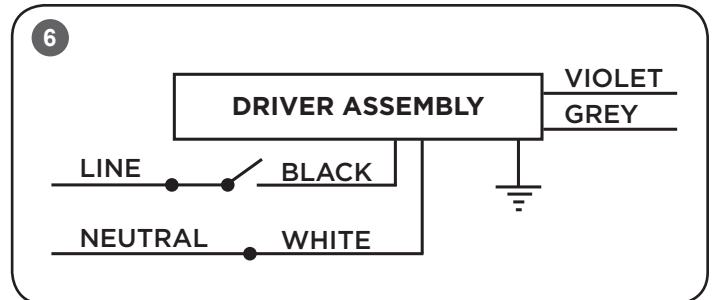 6
VIOLET
DRIVER ASSEMBLY
GREY
LINE
BLACK
NEUTRAL
WHITE